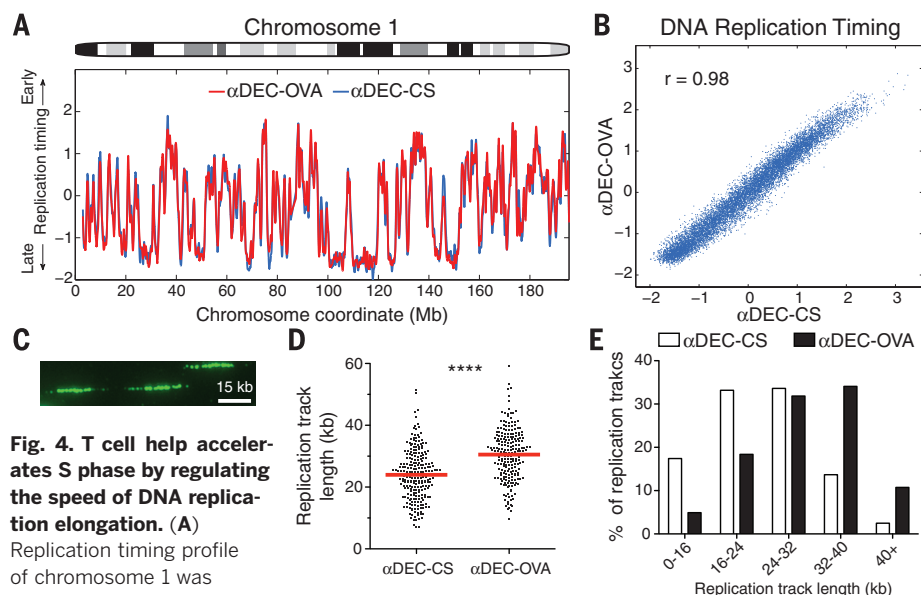 A
Chromosome 1
αDEC-OVA αDEC-CS
Late ← Replication timing → Early
2
1
0
−1
−2
0 20 40 60 80 100 120 140 160 180
Chromosome coordinate (Mb)
B
DNA Replication Timing
r = 0.98
αDEC-OVA
3
2
1
0
−1
−2
−2 −1 0 1 2 3
αDEC-CS
C
15 kb
Fig. 4. T cell help acceler-
ates S phase by regulating
the speed of DNA replica-
tion elongation. (A)
Replication timing profile
of chromosome 1 was
D
****
Replication track
length (kb)
60
40
20
0
αDEC-CS αDEC-OVA
E
αDEC-CS αDEC-OVA
% of replication trakcs
40
30
20
10
0
0-16 16-24 24-32 32-40 40+
Replication track length (kb)